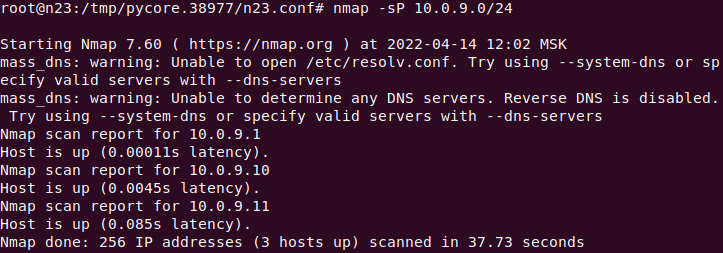 root@n23:/tmp/pycore.38977/n23.conf# nmap -sP 10.0.9.0/24
Starting Nmap 7.60 ( https://nmap.org ) at 2022-04-14 12:02 MSK
mass_dns: warning: Unable to open /etc/resolv.conf. Try using --system-dns or sp
ecify valid servers with --dns-servers
mass_dns: warning: Unable to determine any DNS servers. Reverse DNS is disabled.
 Try using --system-dns or specify valid servers with --dns-servers
Nmap scan report for 10.0.9.1
Host is up (0.00011s latency).
Nmap scan report for 10.0.9.10
Host is up (0.0045s latency).
Nmap scan report for 10.0.9.11
Host is up (0.085s latency).
Nmap done: 256 IP addresses (3 hosts up) scanned in 37.73 seconds